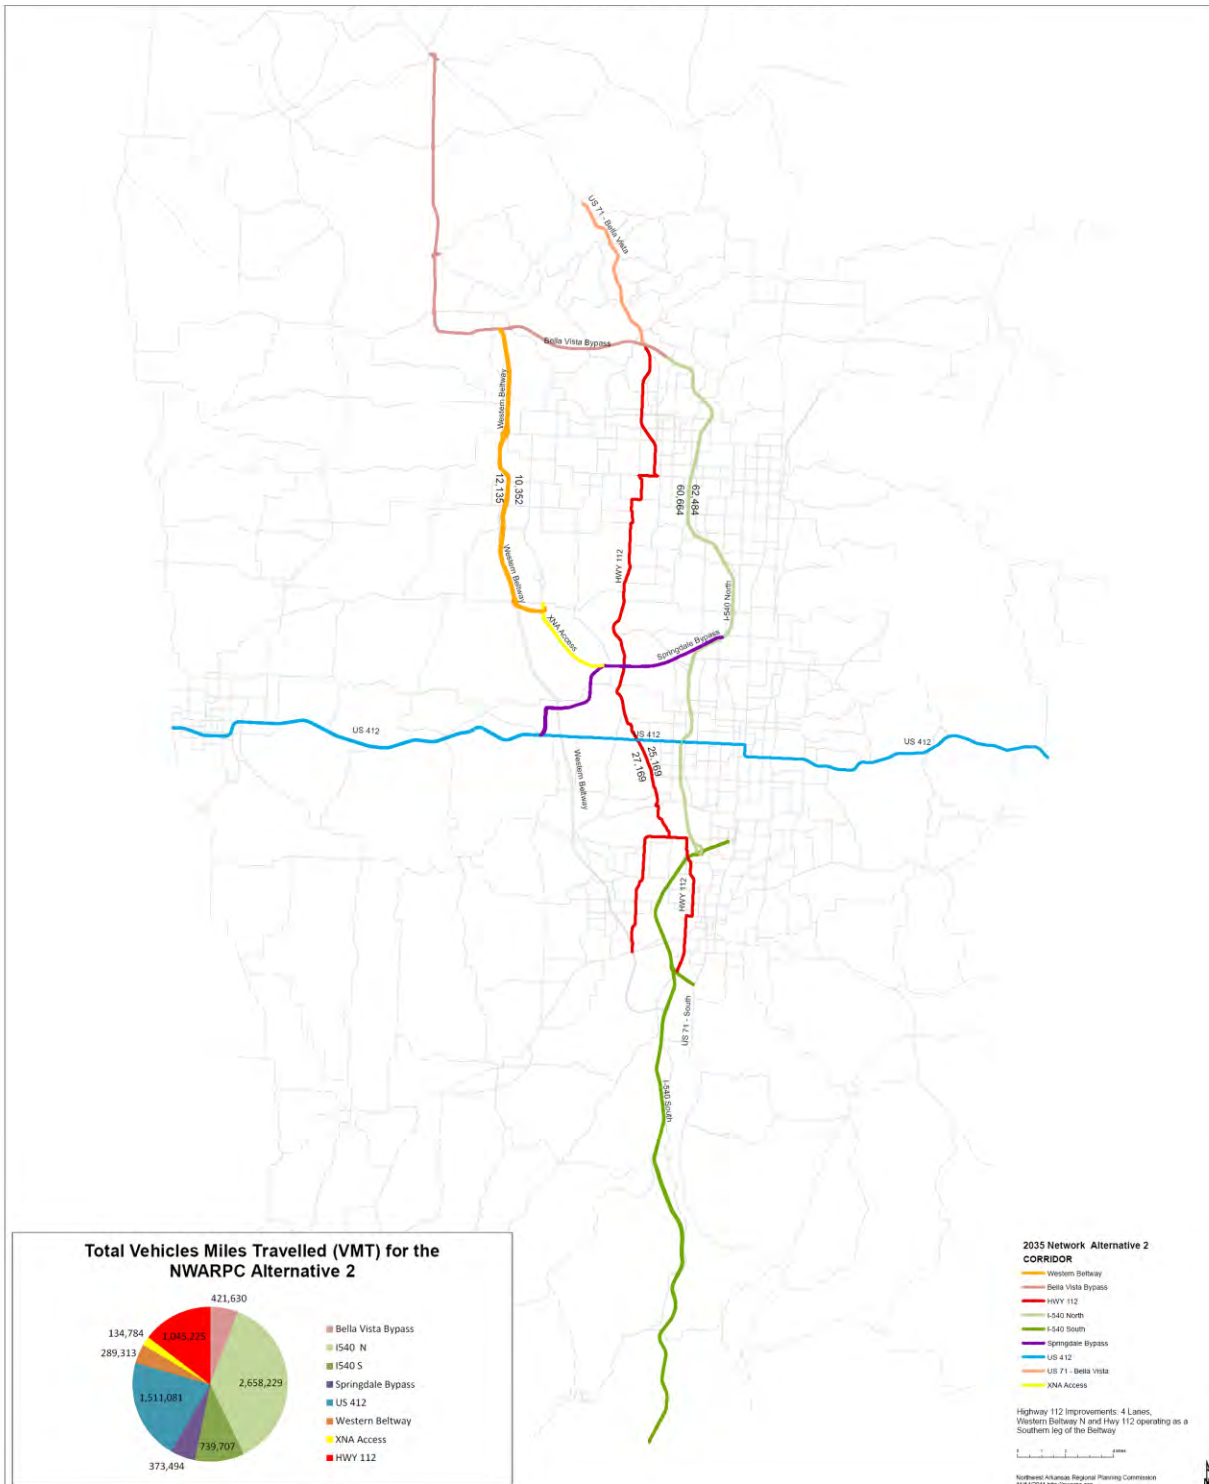 US 71 - Bella Vista
Bella Vista Bypass
Western Beltway
10,352
12,135
62,484
60,664
Western Beltway
HWY 112
I-540 North
XNA Access
Springdale Bypass
US 412
US 412
US 412
25,169
27,169
Western Beltway
HWY 112
US 71 - South
I-540 South
Total Vehicles Miles Travelled (VMT) for the
NWARPC Alternative 2
421,630
134,784
1,045,225
289,313
2,658,229
1,511,081
739,707
373,494
Bella Vista Bypass
I540 N
I540 S
Springdale Bypass
US 412
Western Beltway
XNA Access
HWY 112
2035 Network Alternative 2
CORRIDOR
Western Beltway
Bella Vista Bypass
HWY 112
I-540 North
I-540 South
Springdale Bypass
US 412
US 71 - Bella Vista
XNA Access
Highway 112 Improvements: 4 Lanes,
Western Beltway N and Hwy 112 operating as a
Southern leg of the Beltway
Northwest Arkansas Regional Planning Commission